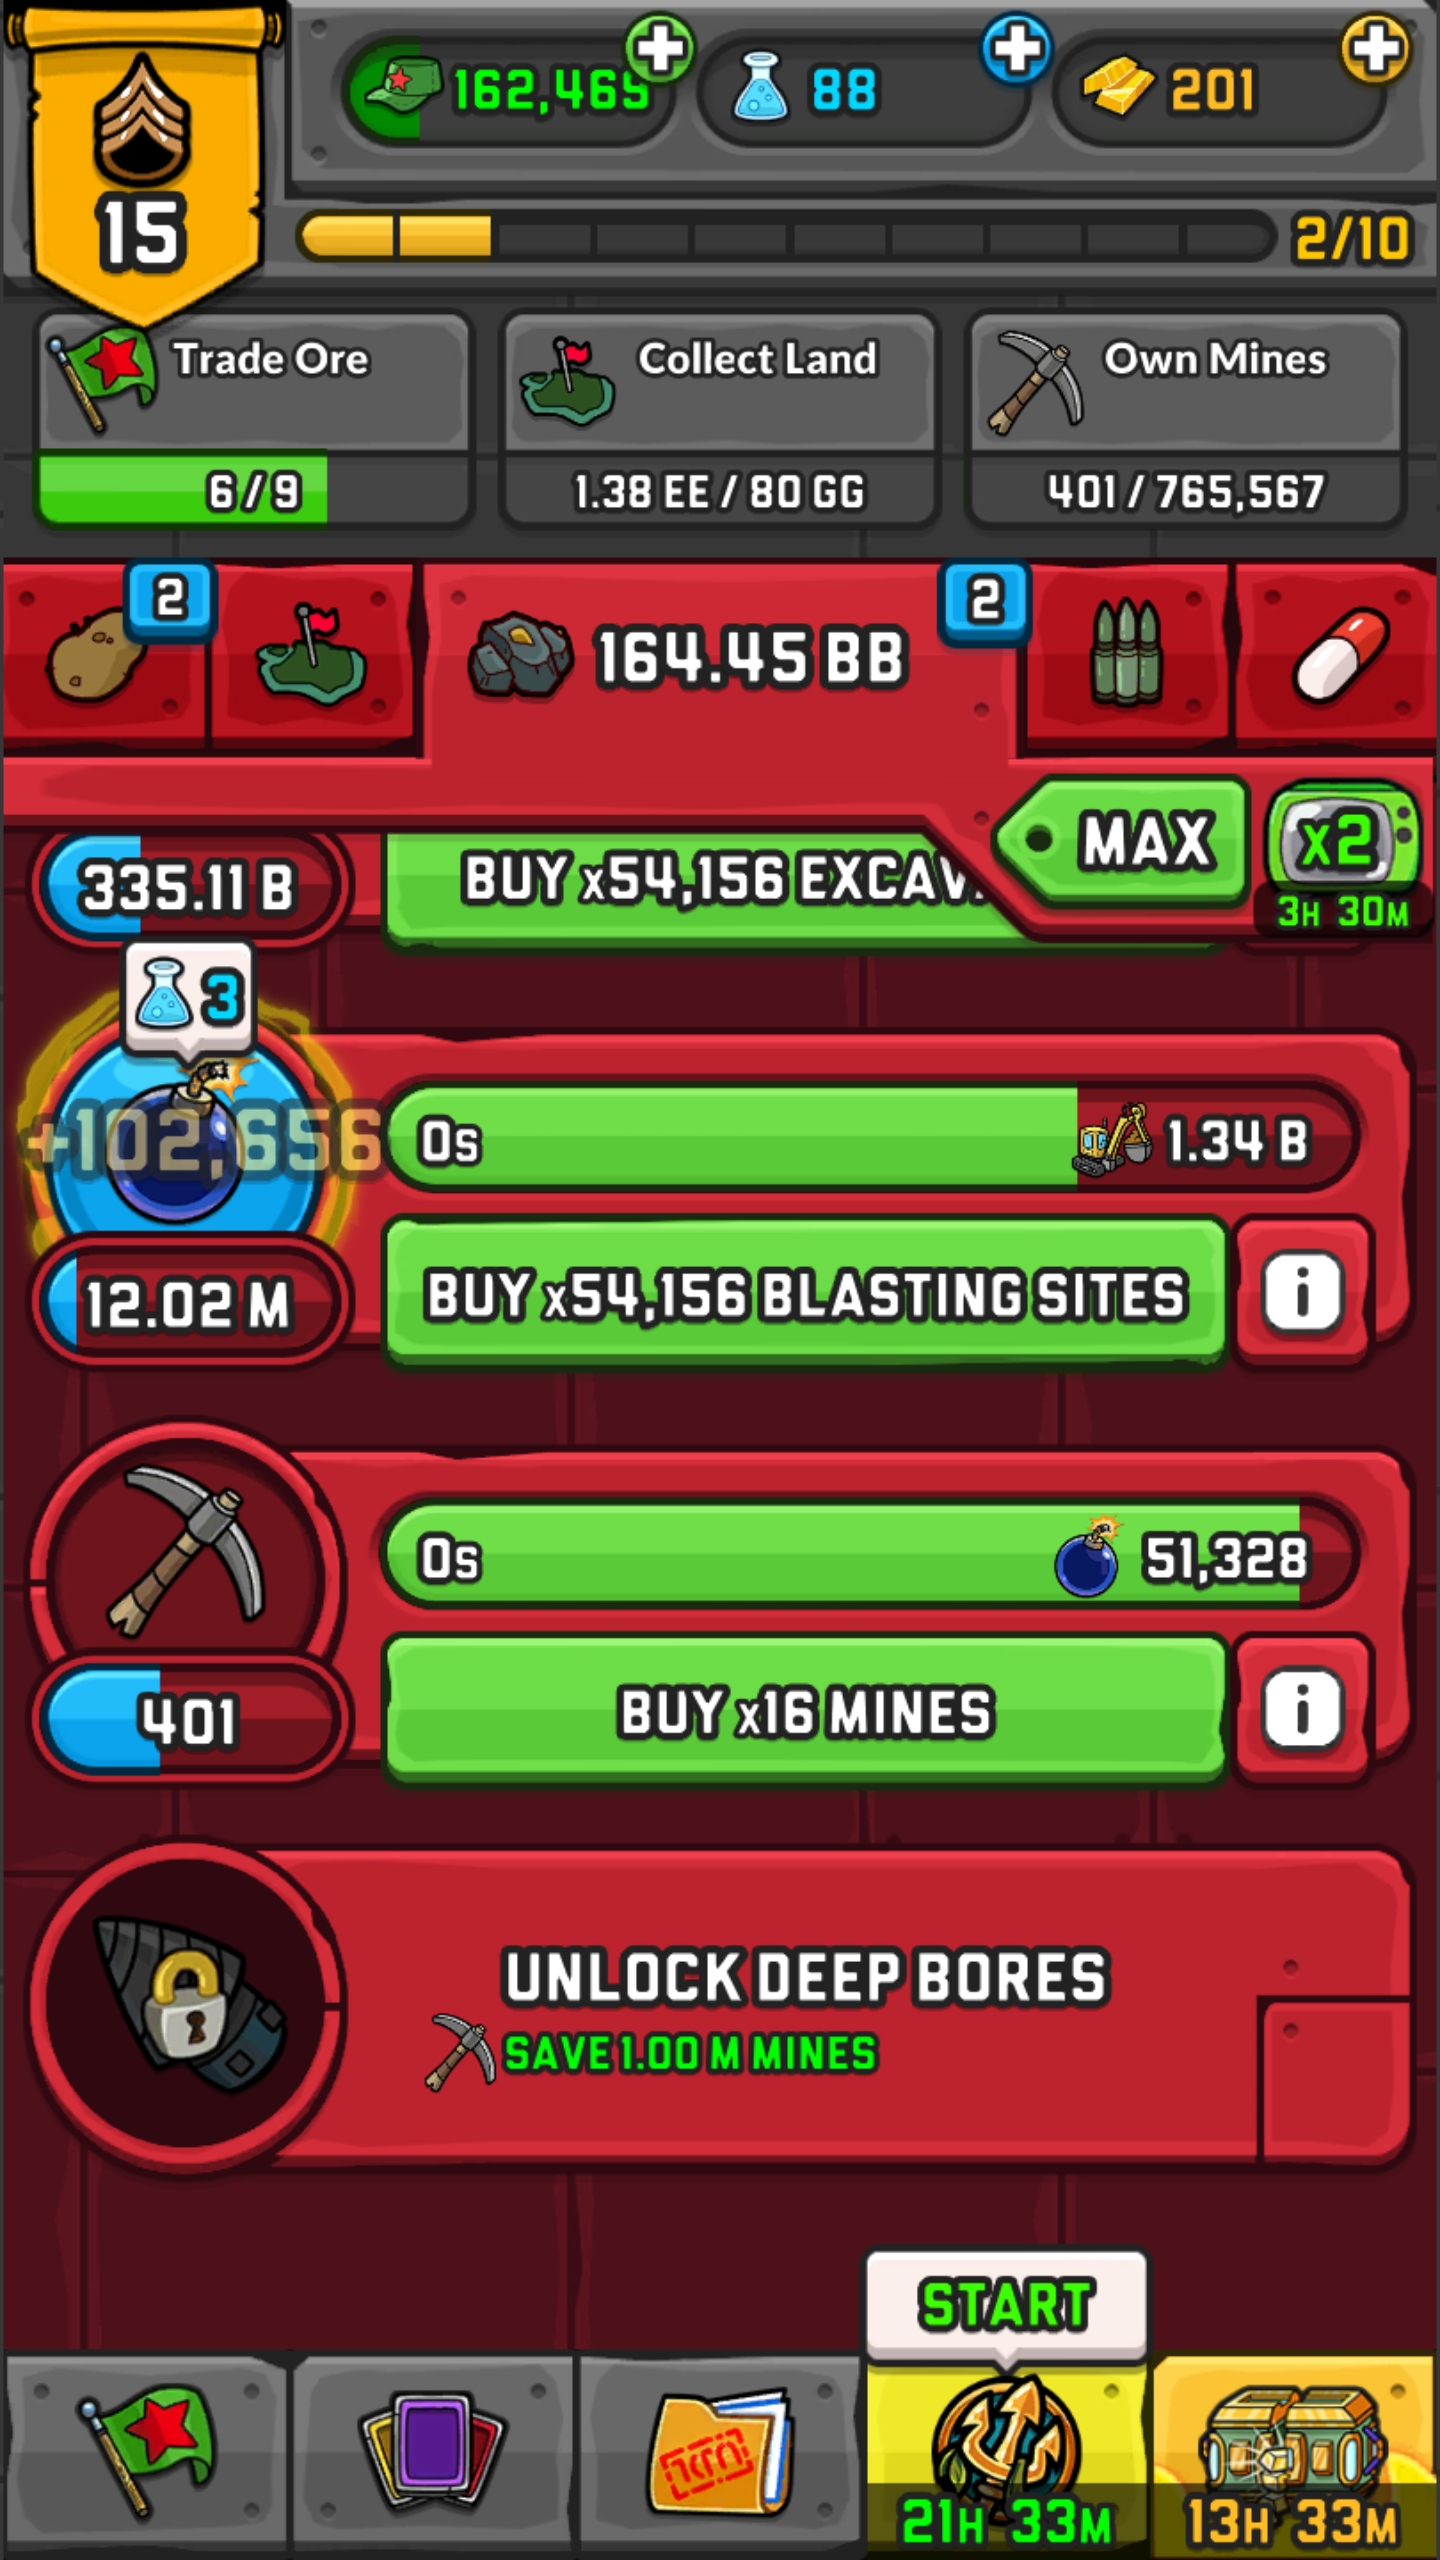 162,469
88
201
15
2/10
Trade Ore
Collect Land
Own Mines
6/9
1.38 EE / 80 GG
401 / 765,567
2
164.45 BB
2
MAX
x2
3H 30M
335.11 B
BUY x54,156 EXCAV
3
+102,656
0s
1.34 B
12.02 M
BUY x54,156 BLASTING SITES
i
0s
51,328
401
BUY x16 MINES
i
UNLOCK DEEP BORES
SAVE 1.00 M MINES
START
21H 33M
13H 33M